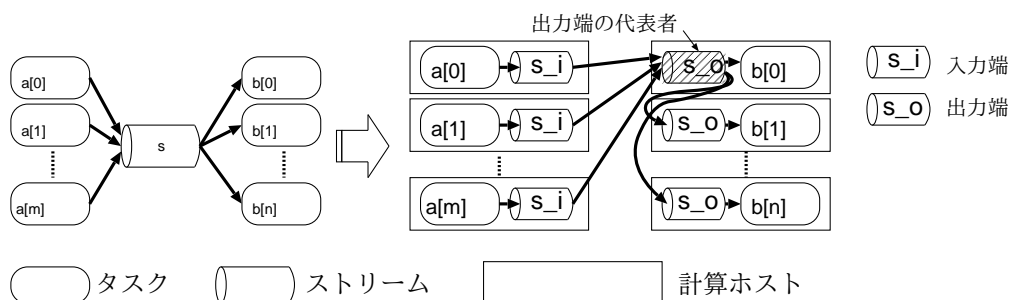 出力端の代表者
a[0]
a[1]
a[m]
s
b[0]
b[1]
b[n]
a[0] s_i
a[1] s_i
a[m] s_i
s_o b[0]
s_o b[1]
s_o b[n]
s_i 入力端
s_o 出力端
タスク ストリーム 計算ホスト